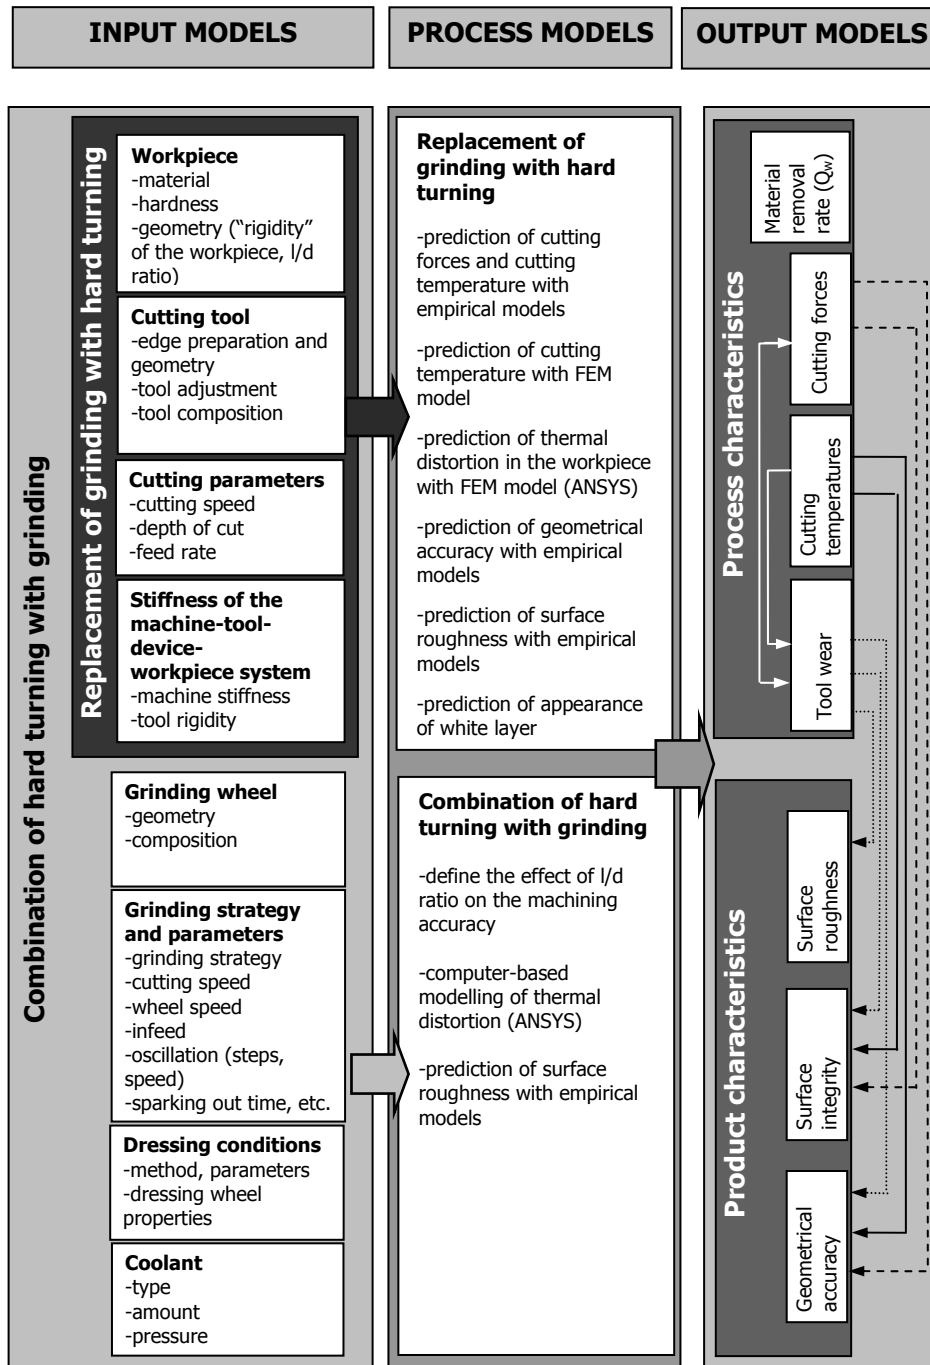 INPUT MODELS
PROCESS MODELS
OUTPUT MODELS
Combination of hard turning with grinding
Replacement of grinding with hard turning
Workpiece
-material
-hardness
-geometry (“rigidity”
of the workpiece, l/d
ratio)
Cutting tool
-edge preparation and
geometry
-tool adjustment
-tool composition
Cutting parameters
-cutting speed
-depth of cut
-feed rate
Stiffness of the
machine-tool-
device-
workpiece system
-machine stiffness
-tool rigidity
Grinding wheel
-geometry
-composition
Grinding strategy
and parameters
-grinding strategy
-cutting speed
-wheel speed
-infeed
-oscillation (steps,
speed)
-sparking out time, etc.
Dressing conditions
-method, parameters
-dressing wheel
properties
Coolant
-type
-amount
-pressure
Replacement of
grinding with hard
turning
-prediction of cutting
forces and cutting
temperature with
empirical models
-prediction of cutting
temperature with FEM
model
-prediction of thermal
distortion in the workpiece
with FEM model (ANSYS)
-prediction of geometrical
accuracy with empirical
models
-prediction of surface
roughness with empirical
models
-prediction of appearance
of white layer
Combination of hard
turning with grinding
-define the effect of l/d
ratio on the machining
accuracy
-computer-based
modelling of thermal
distortion (ANSYS)
-prediction of surface
roughness with empirical
models
Process characteristics
Material
removal
rate (Qw)
Cutting forces
Cutting
temperatures
Tool wear
Product characteristics
Surface
roughness
Surface
integrity
Geometrical
accuracy